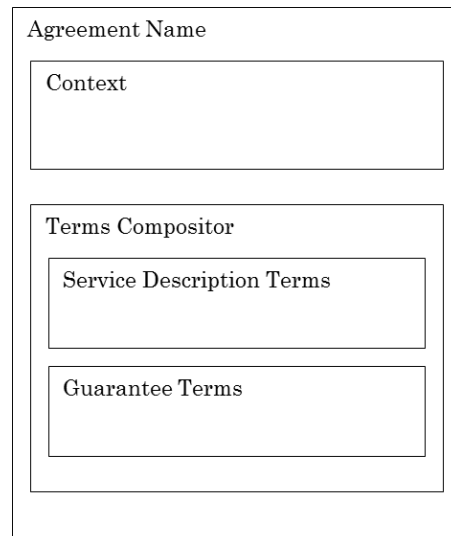 Agreement Name
Context
Terms Compositor
Service Description Terms
Guarantee Terms